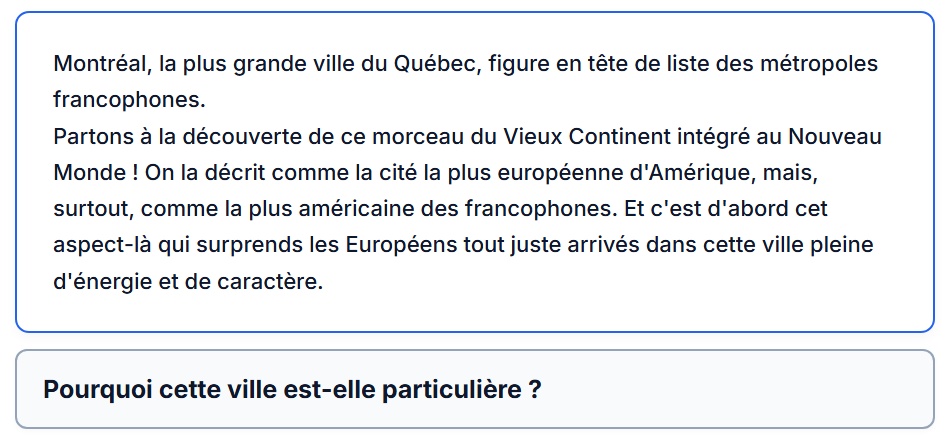 Montréal, la plus grande ville du Québec, figure en tête de liste des métropoles
francophones.
Partons à la découverte de ce morceau du Vieux Continent intégré au Nouveau
Monde ! On la décrit comme la cité la plus européenne d'Amérique, mais,
surtout, comme la plus américaine des francophones. Et c'est d'abord cet
aspect-là qui surprends les Européens tout juste arrivés dans cette ville pleine
d'énergie et de caractère.
Pourquoi cette ville est-elle particulière ?